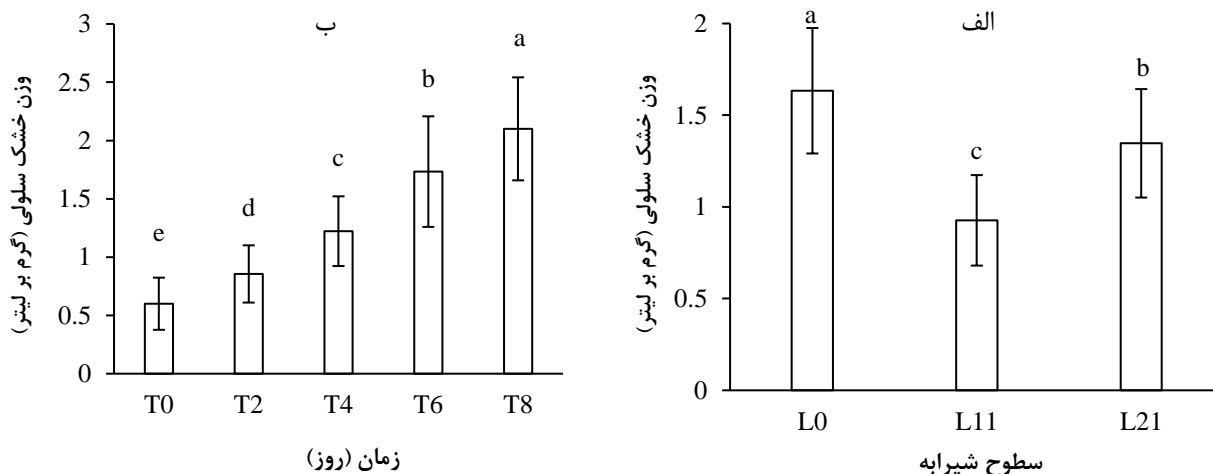 الف
وزن خشک سلولی (گرم بر لیتر)
2
1.5
1
0.5
0
a
c
b
L0 L11 L21
سطوح شیرابه
ب
وزن خشک سلولی (گرم بر لیتر)
3
2.5
2
1.5
1
0.5
0
e
d
c
b
a
T0 T2 T4 T6 T8
زمان (روز)